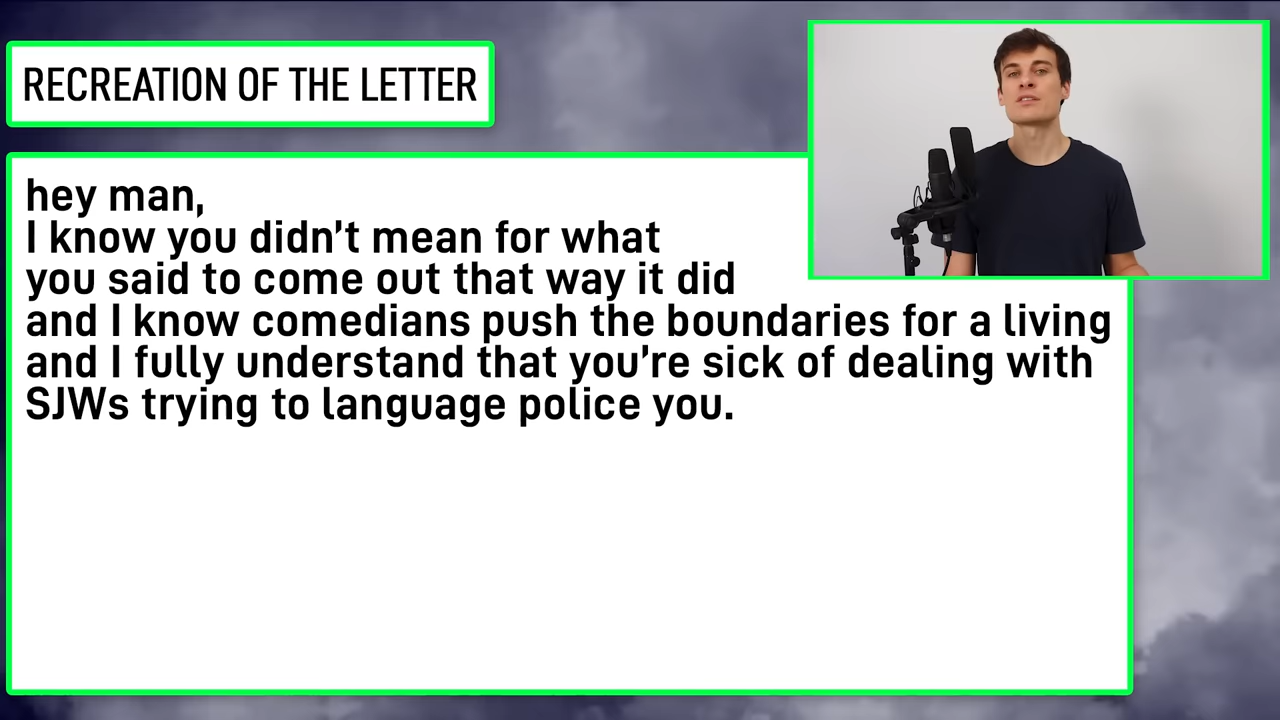 RECREATION OF THE LETTER
hey man,
I know you didn’t mean for what
you said to come out that way it did
and I know comedians push the boundaries for a living
and I fully understand that you’re sick of dealing with
SJWs trying to language police you.